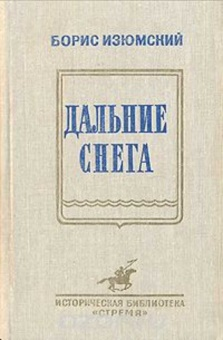 БОРИС ИЗЮМСКИЙ
ДАЛЬНИЕ
СНЕГА
ИСТОРИЧЕСКАЯ БИБЛИОТЕКА
«СТРЕМЯ»